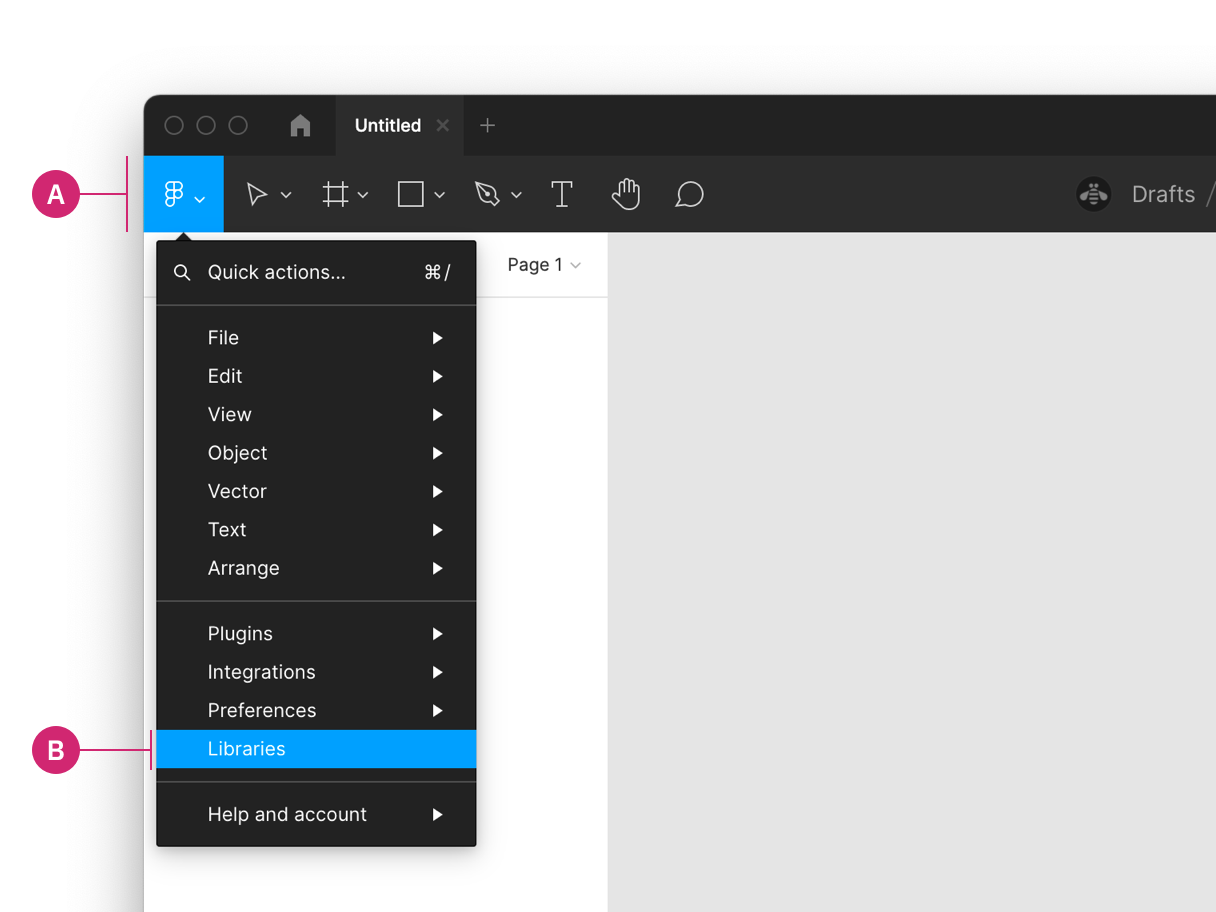 Untitled
A
Drafts /
Quick actions... ⌘/
Page 1
File
Edit
View
Object
Vector
Text
Arrange
Plugins
Integrations
Preferences
B
Libraries
Help and account